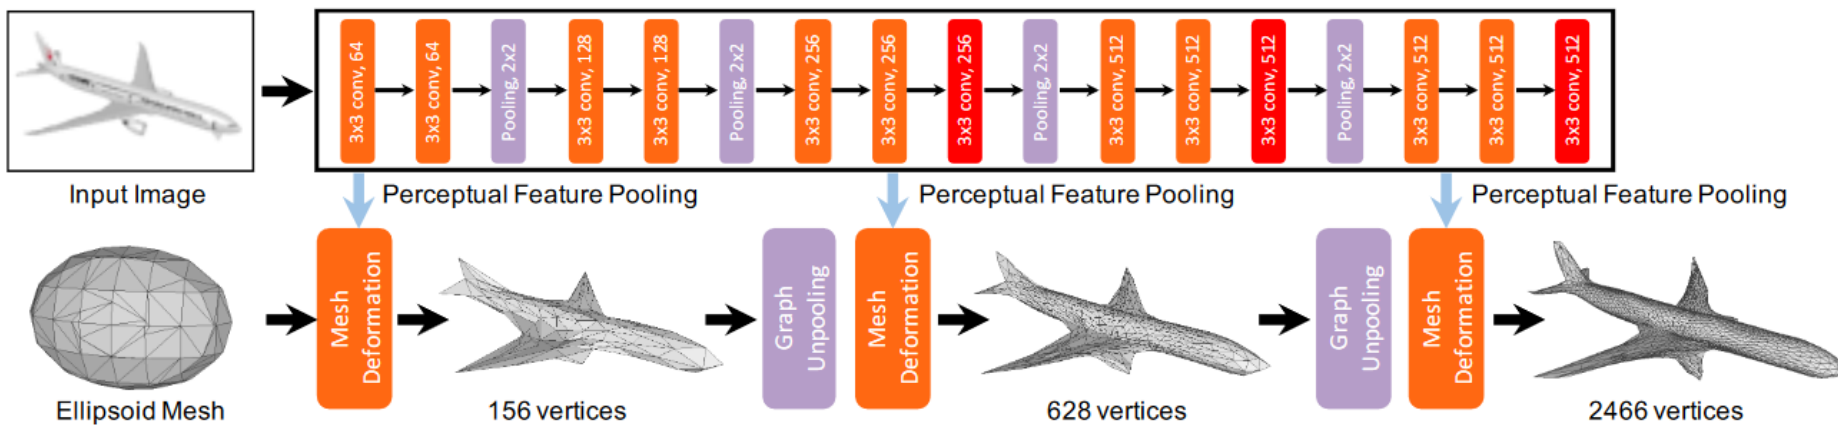 3x3 conv, 64
3x3 conv, 64
Pooling, 2x2
3x3 conv, 128
3x3 conv, 128
Pooling, 2x2
3x3 conv, 256
3x3 conv, 256
3x3 conv, 256
Pooling, 2x2
3x3 conv, 512
3x3 conv, 512
3x3 conv, 512
Pooling, 2x2
3x3 conv, 512
3x3 conv, 512
3x3 conv, 512
Input Image
Perceptual Feature Pooling
Perceptual Feature Pooling
Perceptual Feature Pooling
Mesh
Deformation
Graph
Unpooling
Mesh
Deformation
Graph
Unpooling
Mesh
Deformation
Ellipsoid Mesh
156 vertices
628 vertices
2466 vertices